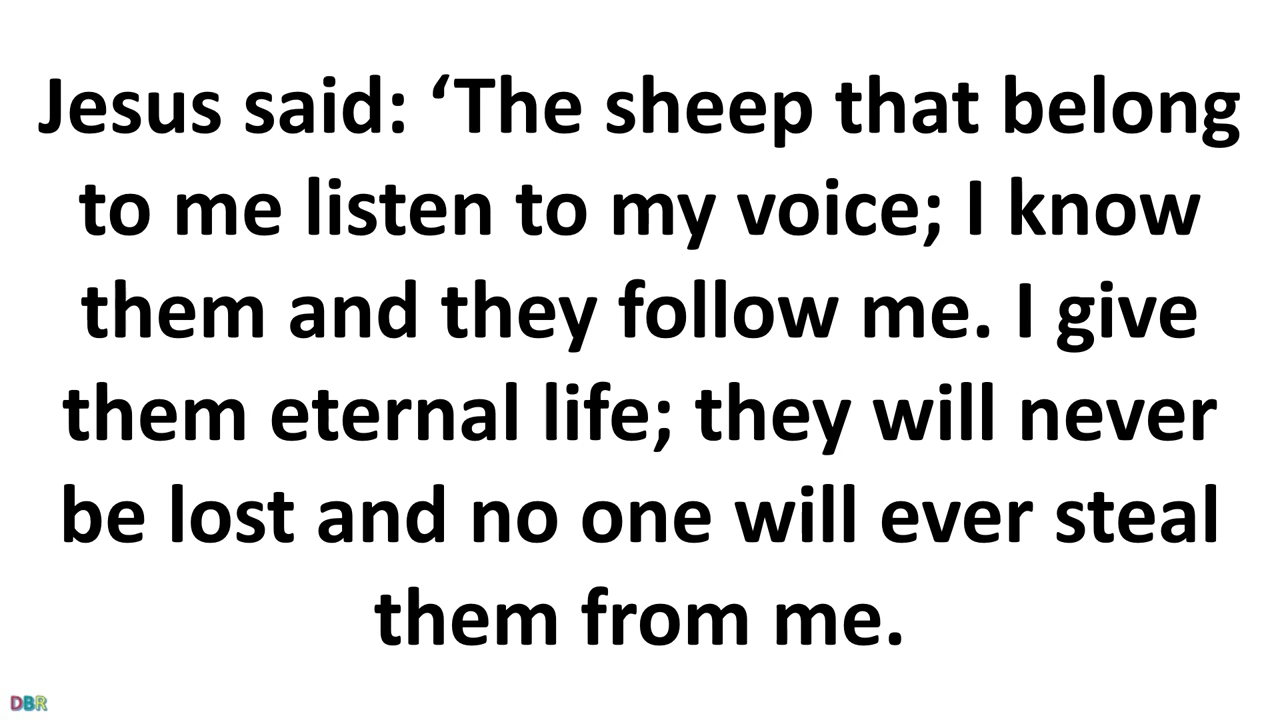 Jesus said: ‘The sheep that belong
to me listen to my voice; I know
them and they follow me. I give
them eternal life; they will never
be lost and no one will ever steal
them from me.
DBR